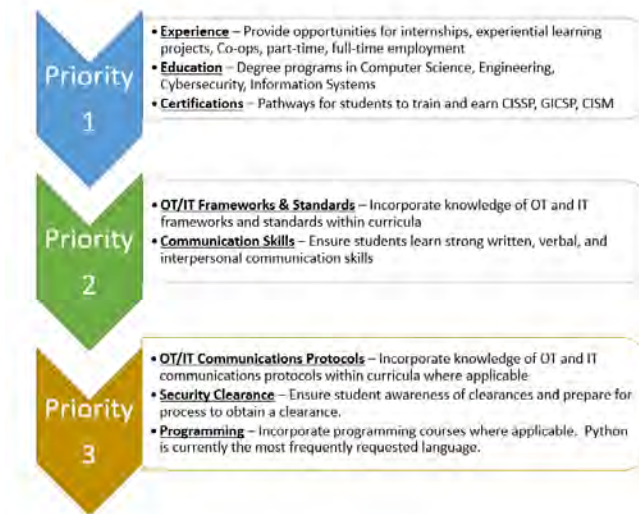 Priority
1
• Experience – Provide opportunities for internships, experiential learning
projects, Co-ops, part-time, full-time employment
• Education – Degree programs in Computer Science, Engineering,
Cybersecurity, Information Systems
• Certifications – Pathways for students to train and earn CISSP, GICSP, CISM
Priority
2
• OT/IT Frameworks & Standards – Incorporate knowledge of OT and IT
frameworks and standards within curricula
• Communication Skills – Ensure students learn strong written, verbal, and
interpersonal communication skills
Priority
3
• OT/IT Communications Protocols – Incorporate knowledge of OT and IT
communications protocols within curricula where applicable
• Security Clearance – Ensure student awareness of clearances and prepare for
process to obtain a clearance.
• Programming – Incorporate programming courses where applicable. Python
is currently the most frequently requested language.